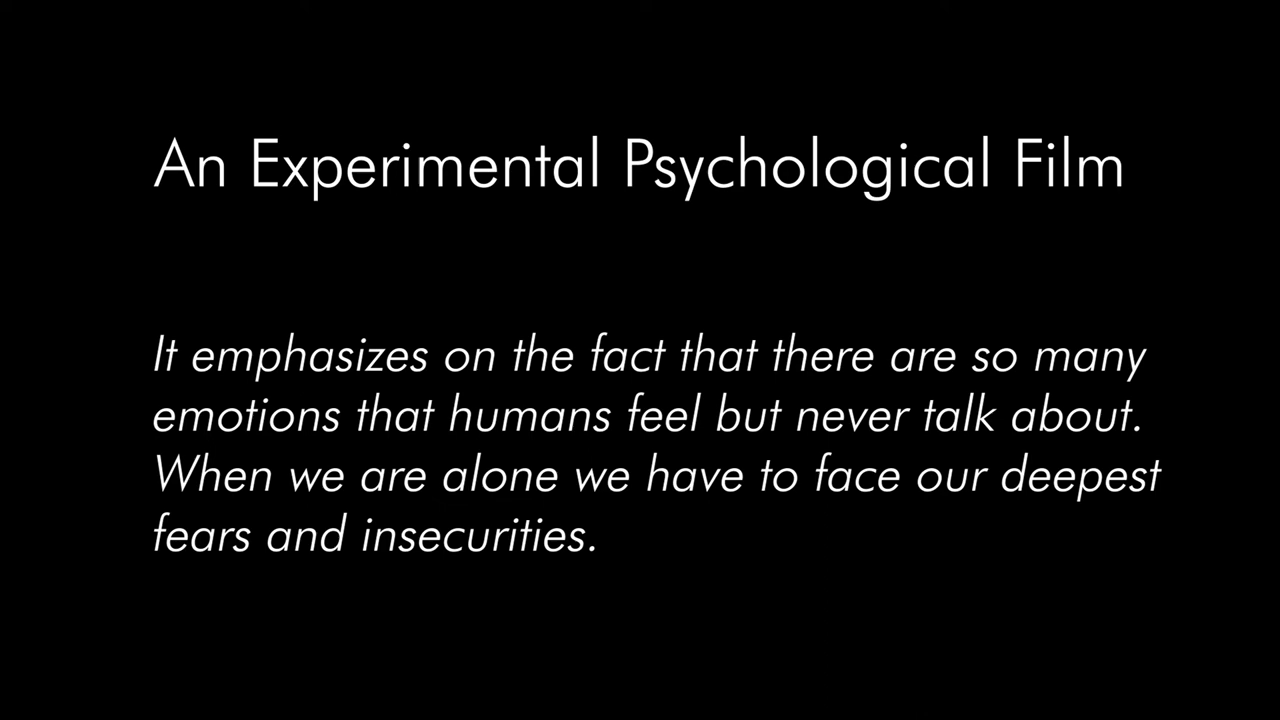 An Experimental Psychological Film
It emphasizes on the fact that there are so many
emotions that humans feel but never talk about.
When we are alone we have to face our deepest
fears and insecurities.